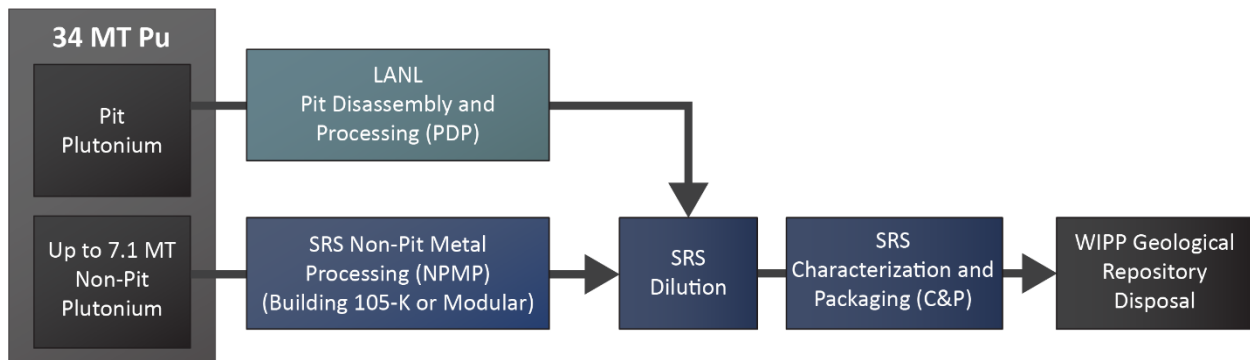 34 MT Pu
Pit
Plutonium
Up to 7.1 MT
Non-Pit
Plutonium
LANL
Pit Disassembly and
Processing (PDP)
SRS Non-Pit Metal
Processing (NPMP)
(Building 105-K or Modular)
SRS
Dilution
SRS
Characterization and
Packaging (C&P)
WIPP Geological
Repository
Disposal